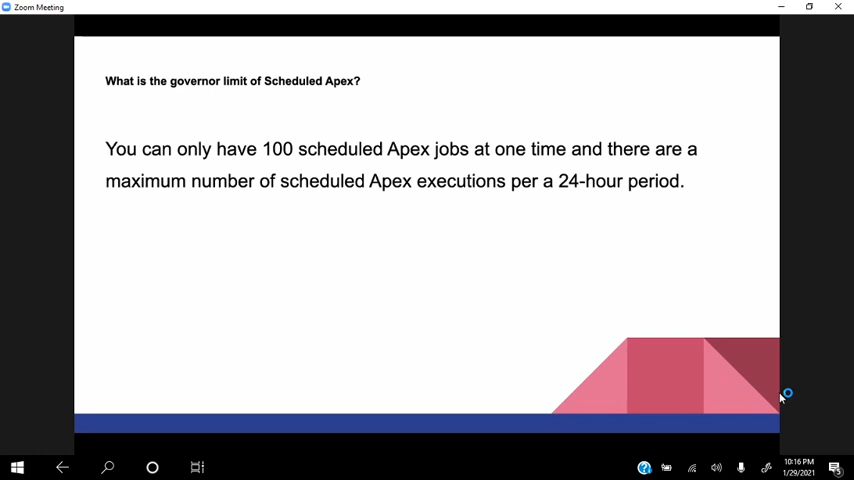 Zoom Meeting
What is the governor limit of Scheduled Apex?
You can only have 100 scheduled Apex jobs at one time and there are a
maximum number of scheduled Apex executions per a 24-hour period.
10:16 PM
1/29/2021
5